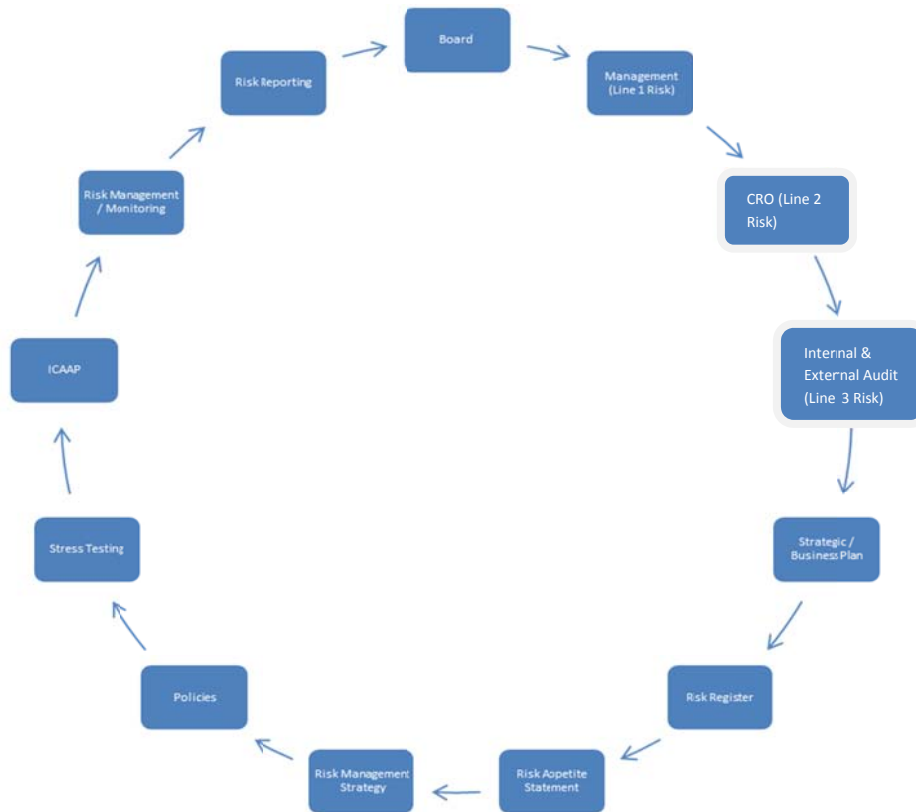 Board
Management
(Line 1 Risk)
CRO (Line 2
Risk)
Internal &
External Audit
(Line 3 Risk)
Strategic /
Business Plan
Risk Register
Risk Appetite
Statement
Risk Management
Strategy
Policies
Stress Testing
ICAAP
Risk Management
/ Monitoring
Risk Reporting